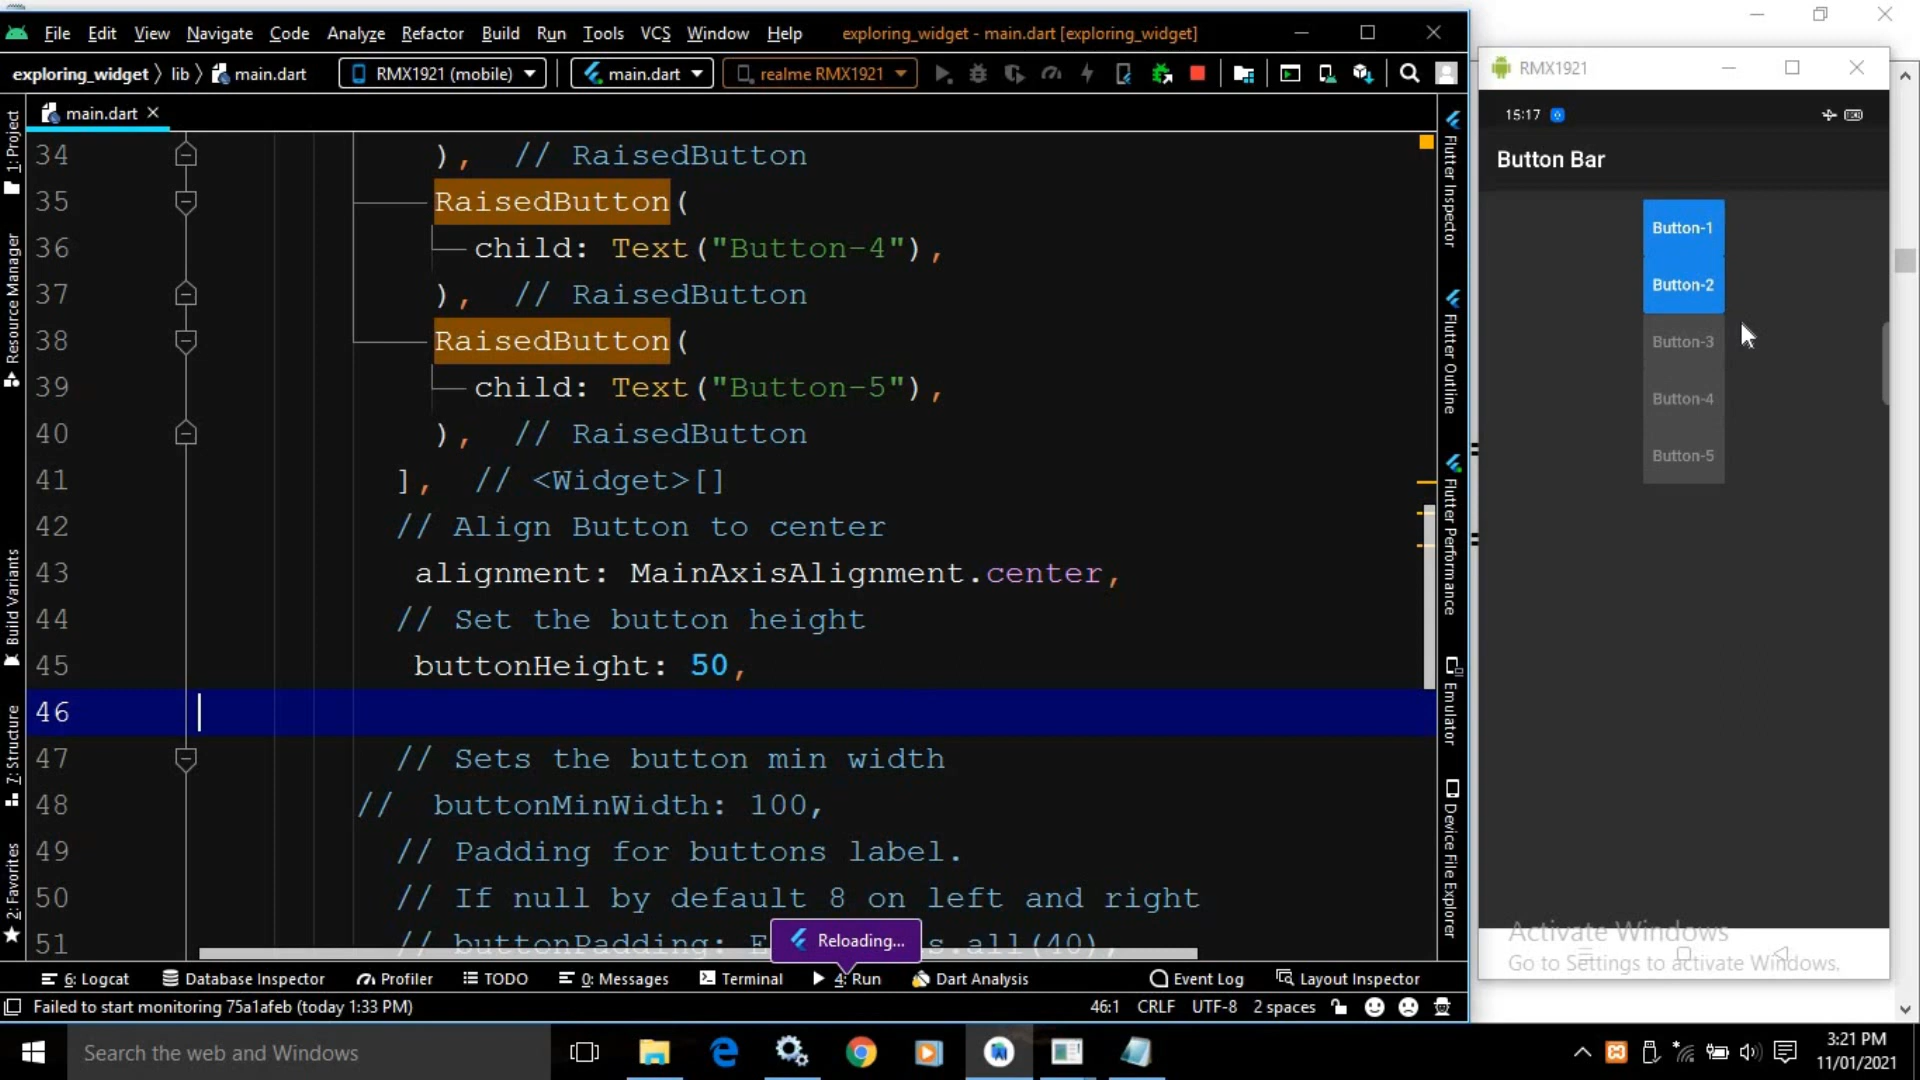 File Edit View Navigate Code Analyze Refactor Build Run Tools VCS Window Help exploring_widget - main.dart [exploring_widget]
exploring_widget lib main.dart RMX1921 (mobile) main.dart realme RMX1921
main.dart
34 ), // RaisedButton
35 RaisedButton(
36 child: Text("Button-4"),
37 ), // RaisedButton
38 RaisedButton(
39 child: Text("Button-5"),
40 ), // RaisedButton
41 ], // <Widget>[]
42 // Align Button to center
43 alignment: MainAxisAlignment.center,
44 // Set the button height
45 buttonHeight: 50,
46
47 // Sets the button min width
48 // buttonMinWidth: 100,
49 // Padding for buttons label.
50 // If null by default 8 on left and right
51 // buttonPadding: E s.all(40),
Reloading...
1: Project
Resource Manager
Build Variants
7: Structure
2: Favorites
Flutter Inspector
Flutter Outline
Flutter Performance
Emulator
Device File Explorer
6: Logcat Database Inspector Profiler TODO 0: Messages Terminal 4: Run Dart Analysis Event Log Layout Inspector
Failed to start monitoring 75a1afeb (today 1:33 PM) 46:1 CRLF UTF-8 2 spaces
RMX1921
15:17
Button Bar
Button-1
Button-2
Button-3
Button-4
Button-5
Activate Windows
Go to Settings to activate Windows.
Search the web and Windows
3:21 PM
11/01/2021